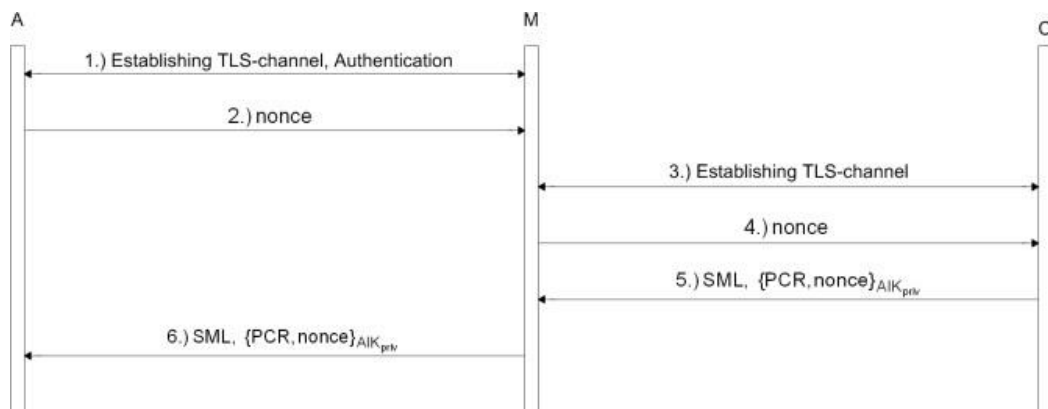 A
M
C
1.) Establishing TLS-channel, Authentication
2.) nonce
3.) Establishing TLS-channel
4.) nonce
5.) SML, {PCR,nonce}AIKpriv
6.) SML, {PCR,nonce}AIKpriv